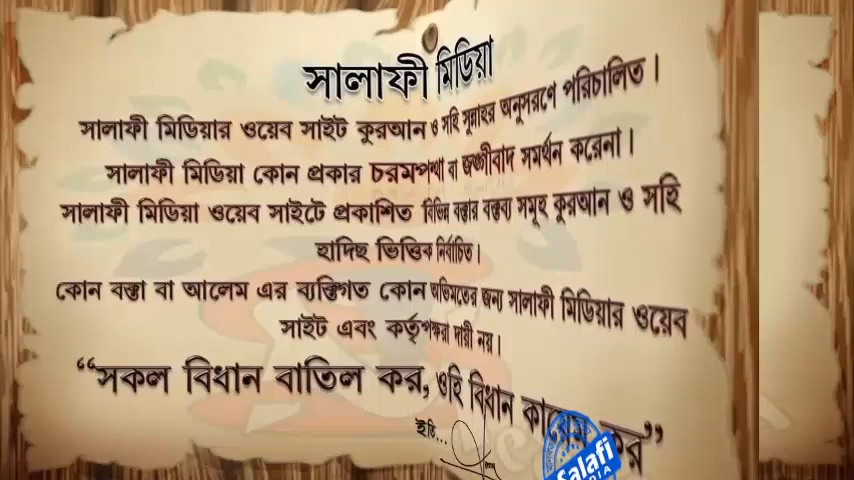 সালাফী মিডিয়া
সালাফী মিডিয়ার ওয়েব সাইট কুরআন ও সহি সুন্নাহর অনুসরণে পরিচালিত।
সালাফী মিডিয়া কোন প্রকার চরমপন্থা বা জঙ্গীবাদ সমর্থন করেনা।
সালাফী মিডিয়া ওয়েব সাইটে প্রকাশিত বিভিন্ন বক্তার বক্তব্য সমূহ কুরআন ও সহি
হাদিছ ভিত্তিক নির্বাচিত।
কোন বক্তা বা আলেম এর ব্যক্তিগত কোন অভিমতের জন্য সালাফী মিডিয়ার ওয়েব
সাইট এবং কর্তৃপক্ষরা দায়ী নয়।
“সকল বিধান বাতিল কর, ওহি বিধান কায়েম কর”
ইতি...
Salafi